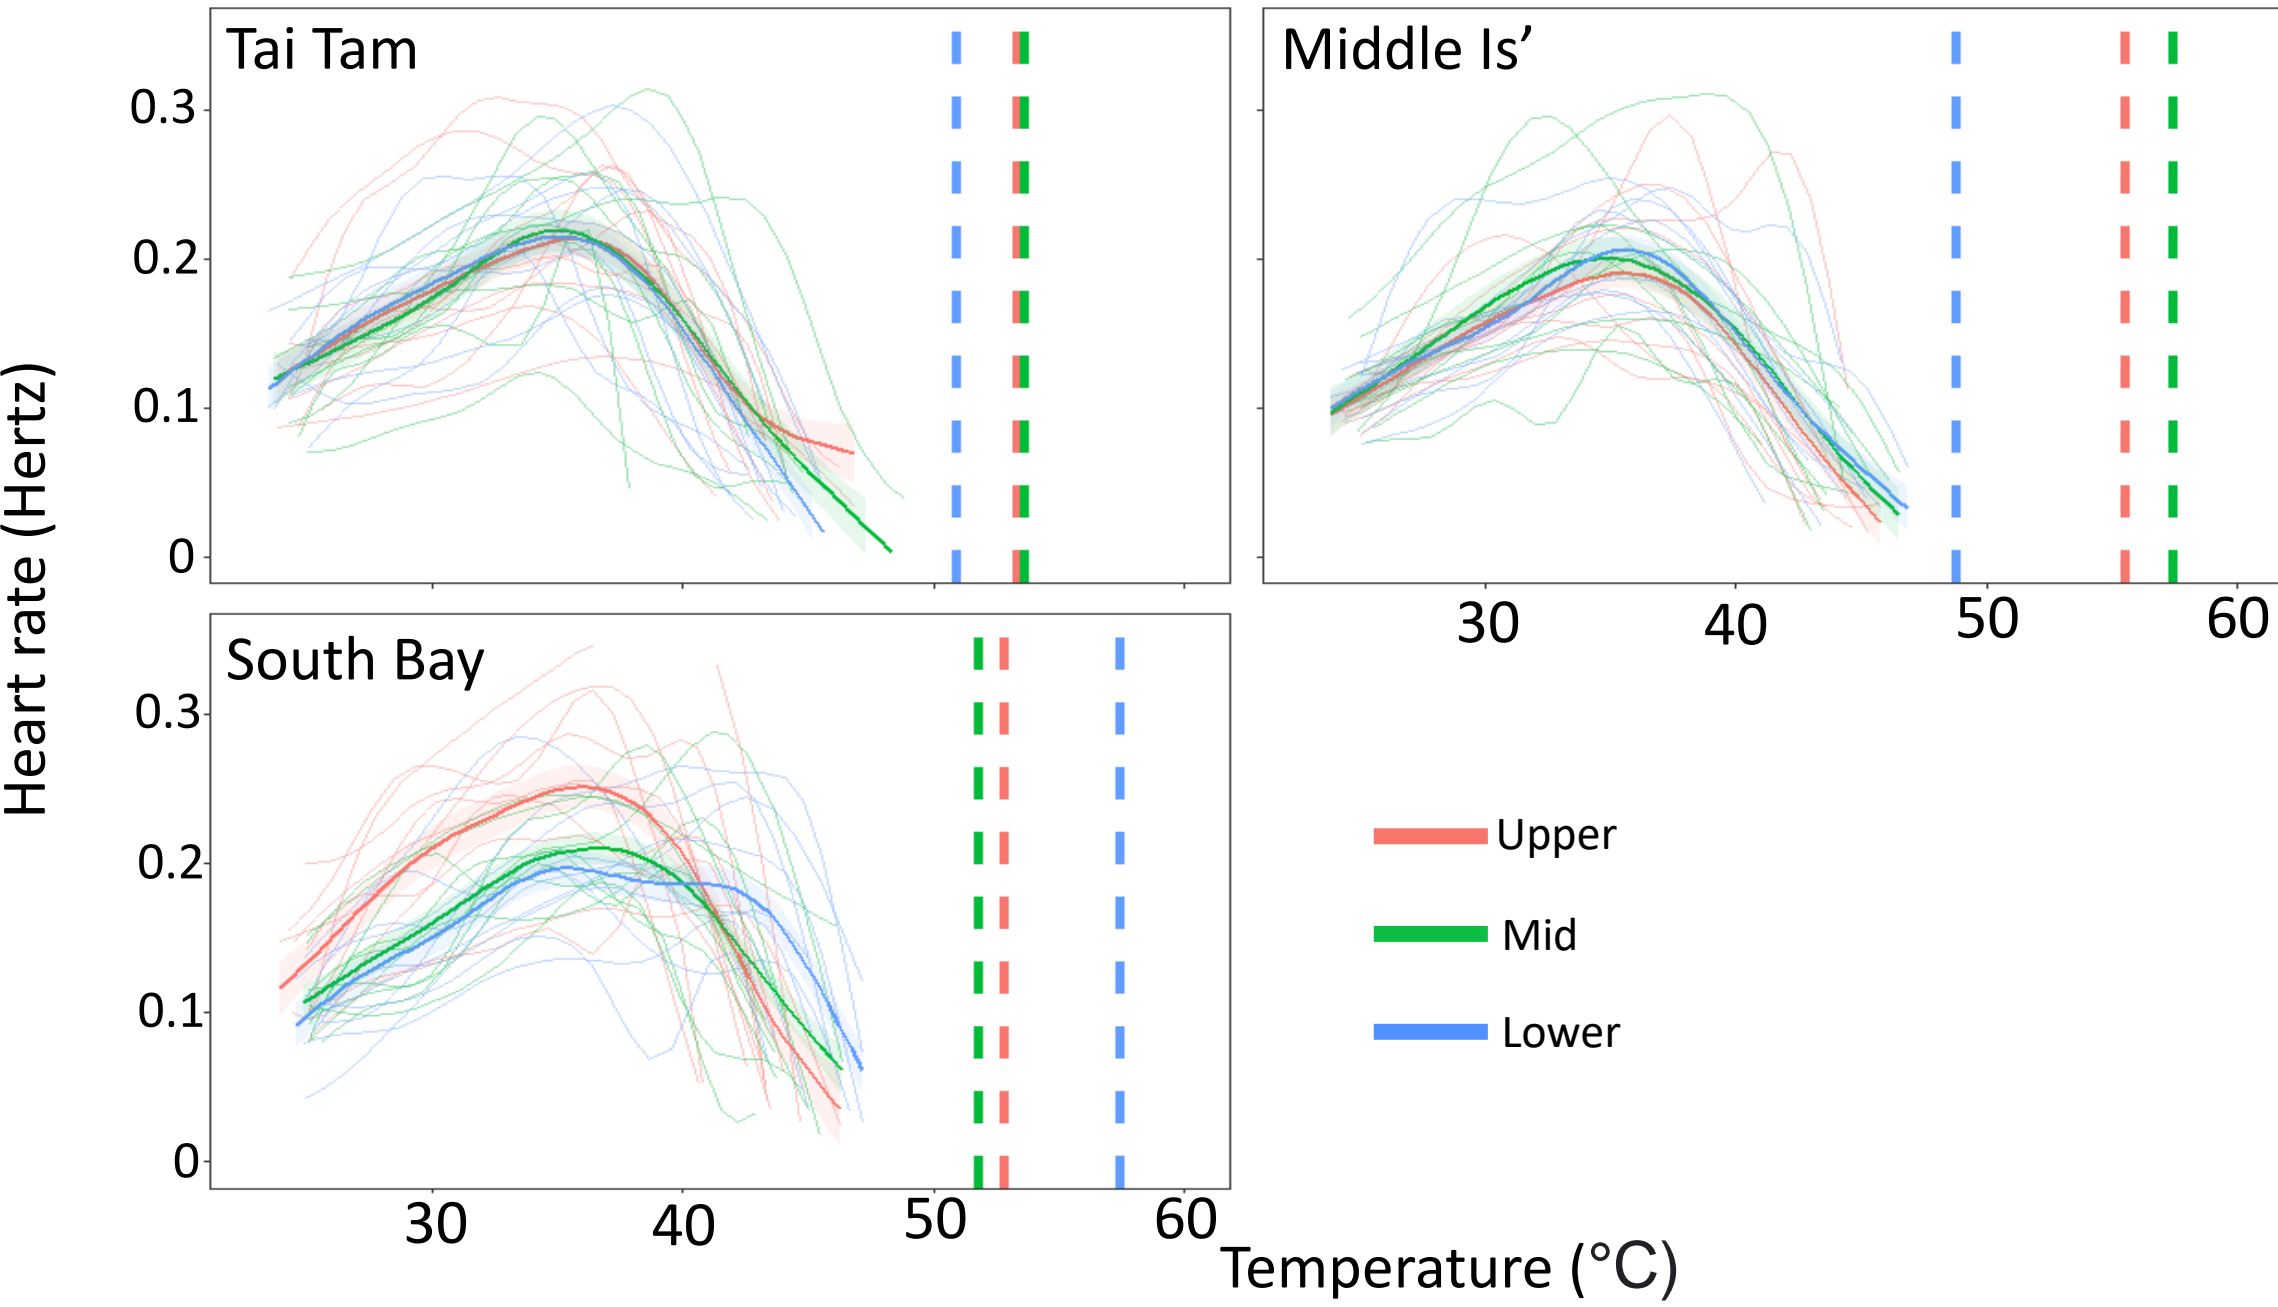 Tai Tam
Middle Is’
0.3
0.2
0.1
0
30
40
50
60
South Bay
0.3
0.2
0.1
0
30
40
50
60
Heart rate (Hertz)
Temperature (°C)
Upper
Mid
Lower